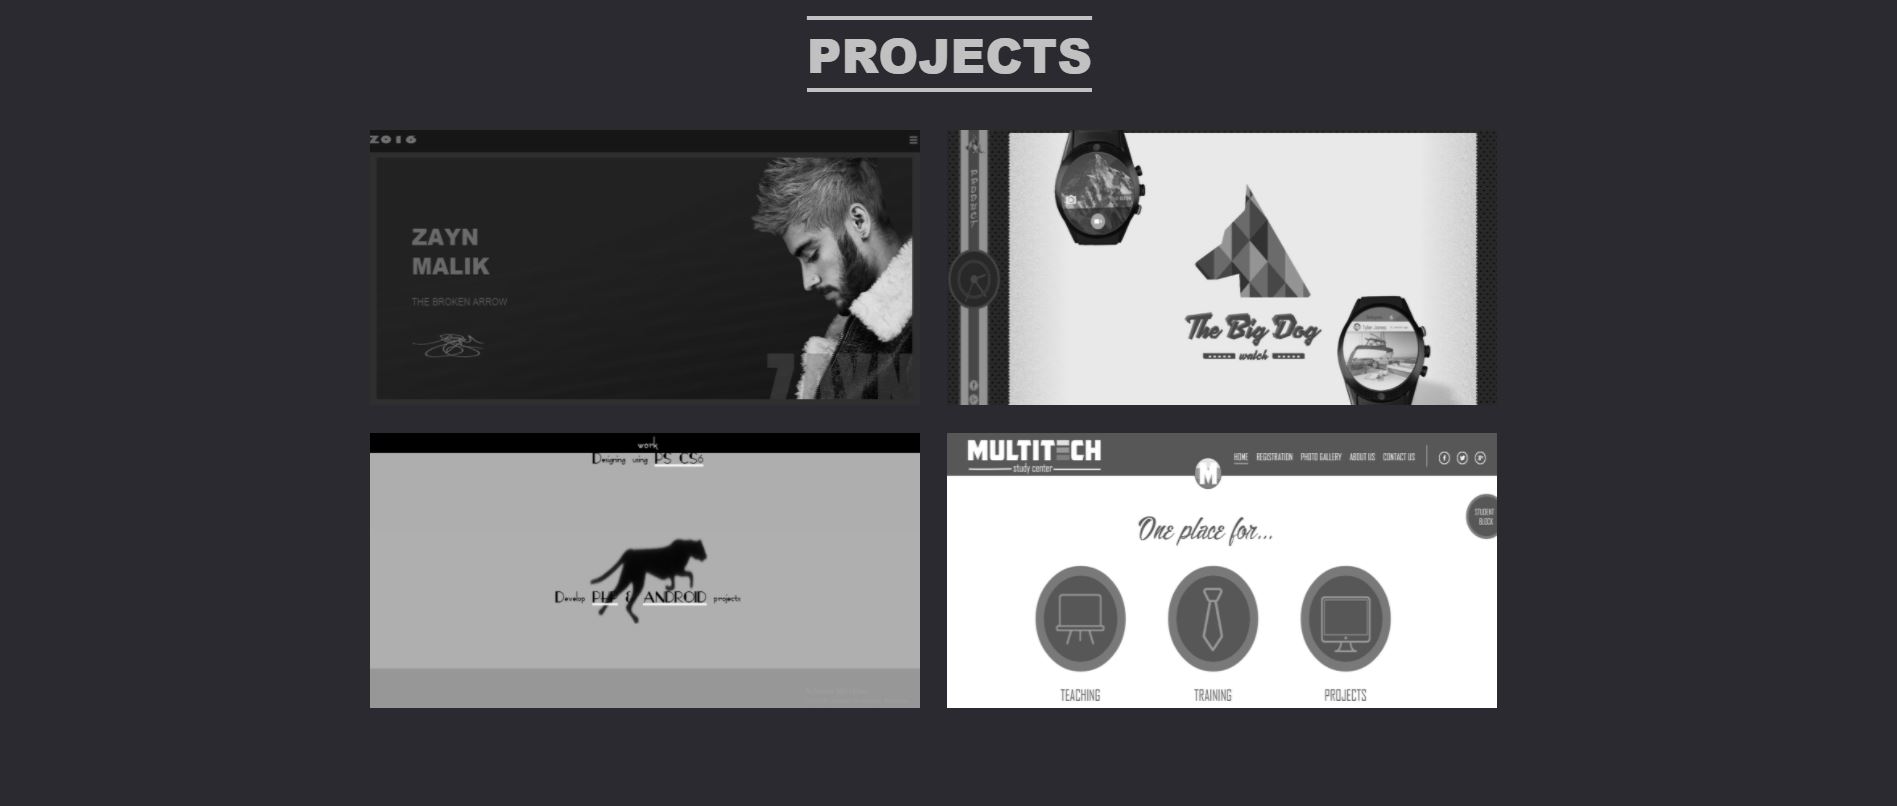 PROJECTS
ZO16
ZAYN
MALIK
THE BROKEN ARROW
ZAYN
PRODUCT
The Big Dog
watch
Tyler Jones
work
Designing using PS CS6
Develop PHP & ANDROID projects
MULTITECH
study center
M
HOME REGISTRATION PHOTO GALLERY ABOUT US CONTACT US
STUDENT
BLOCK
One place for...
TEACHING TRAINING PROJECTS